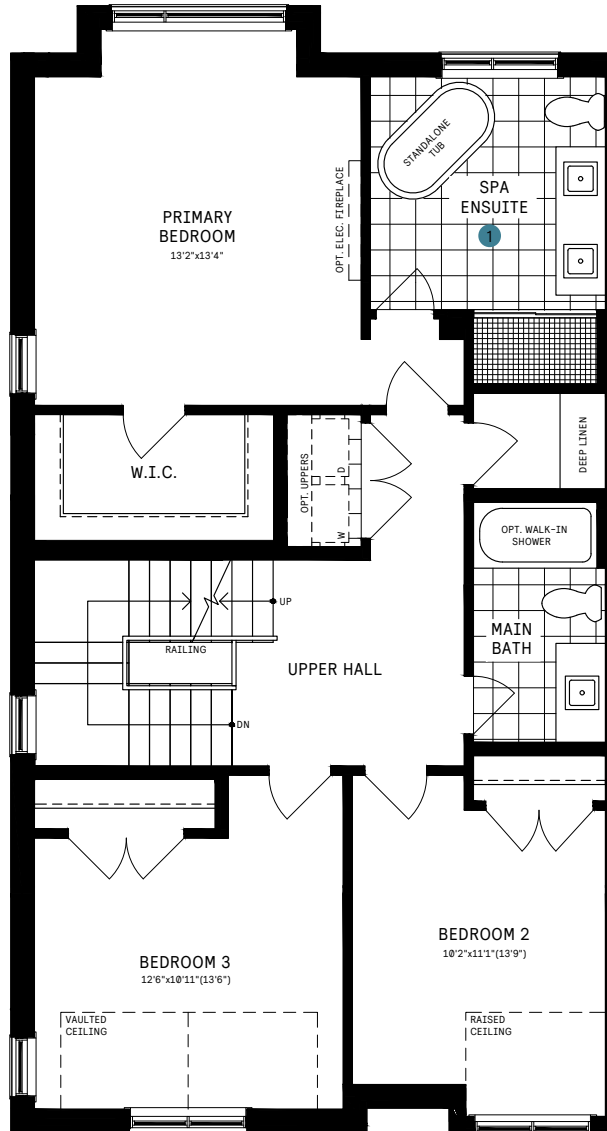 PRIMARY
BEDROOM
13'2"x13'4"
OPT. ELEC. FIREPLACE
STANDALONE
TUB
SPA
ENSUITE
1
W.I.C.
OPT. UPPERS
D
W
DEEP LINEN
OPT. WALK-IN
SHOWER
MAIN
BATH
UP
RAILING
UPPER HALL
DN
BEDROOM 2
10'2"x11'1"(13'9")
BEDROOM 3
12'6"x10'11"(13'6")
VAULTED
CEILING
RAISED
CEILING